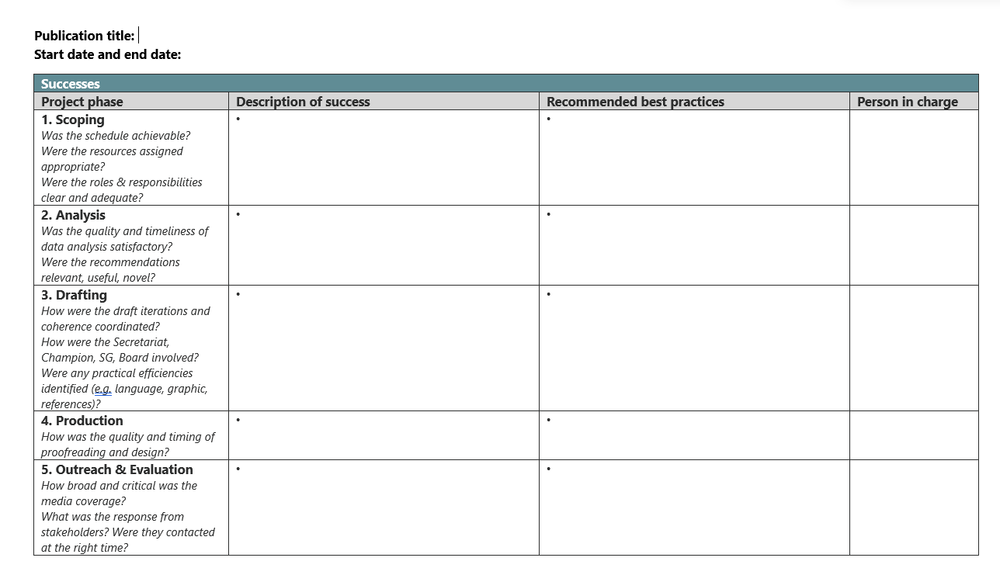 Publication title:
Start date and end date:
Successes
Project phase Description of success Recommended best practices Person in charge
1. Scoping
Was the schedule achievable?
Were the resources assigned
appropriate?
Were the roles & responsibilities
clear and adequate?
2. Analysis
Was the quality and timeliness of
data analysis satisfactory?
Were the recommendations
relevant, useful, novel?
3. Drafting
How were the draft iterations and
coherence coordinated?
How were the Secretariat,
Champion, SG, Board involved?
Were any practical efficiencies
identified (e.g. language, graphic,
references)?
4. Production
How was the quality and timing of
proofreading and design?
5. Outreach & Evaluation
How broad and critical was the
media coverage?
What was the response from
stakeholders? Were they contacted
at the right time?